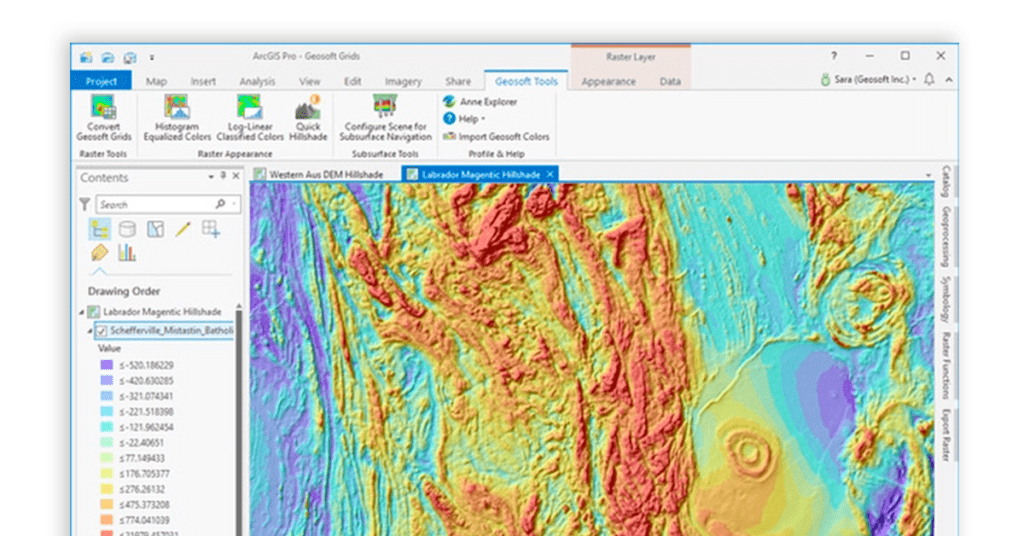 ArcGIS Pro - Geosoft Grids
Raster Layer
?
Project Map Insert Analysis View Edit Imagery Share Geosoft Tools Appearance Data
Sara (Geosoft Inc.)
Convert Geosoft Grids
Histogram Equalized Colors
Log-Linear Classified Colors
Quick Hillshade
Configure Scene for Subsurface Navigation
Anne Explorer
Help
Import Geosoft Colors
Raster Tools
Raster Appearance
Subsurface Tools
Profile & Help
Contents
Western Aus DEM Hillshade
Labrador Magentic Hillshade
Search
Drawing Order
Labrador Magentic Hillshade
Schefferville_Mistastin_Batholi
Value
≤-520.186229
≤-420.630285
≤-321.074341
≤-221.518398
≤-121.962454
≤-22.40651
≤77.149433
≤176.705377
≤276.26132
≤475.373208
≤774.041039
Catalog
Geoprocessing
Symbology
Raster Functions
Export Raster